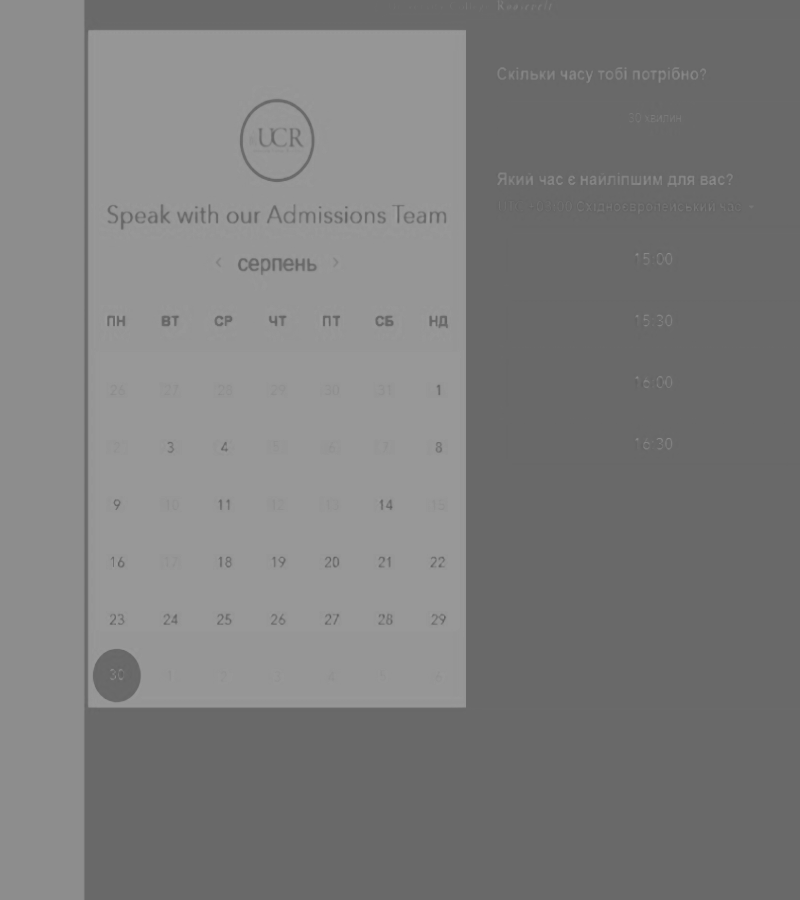 Roosevelt
UCR
Speak with our Admissions Team
‹ серпень ›
ПН ВТ СР ЧТ ПТ СБ НД
26 27 28 29 30 31 1
2 3 4 5 6 7 8
9 10 11 12 13 14 15
16 17 18 19 20 21 22
23 24 25 26 27 28 29
30 1 2 3 4 5 6
Скільки часу тобі потрібно?
30 хвилин
Який час є найліпшим для вас?
Західноєвропейський час
15:00
15:30
16:00
16:30